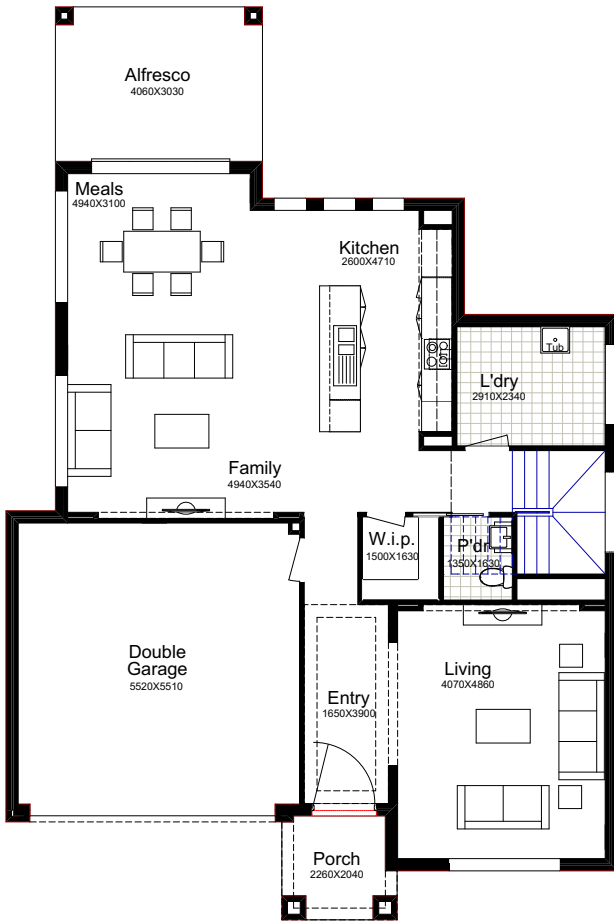 Alfresco
4060X3030
Meals
4940X3100
Kitchen
2600X4710
Tub
L'dry
2910X2340
Family
4940X3540
W.i.p.
1500X1630
P'dr
1350X1630
Double
Garage
5520X5510
Living
4070X4860
Entry
1650X3900
Porch
2260X2040